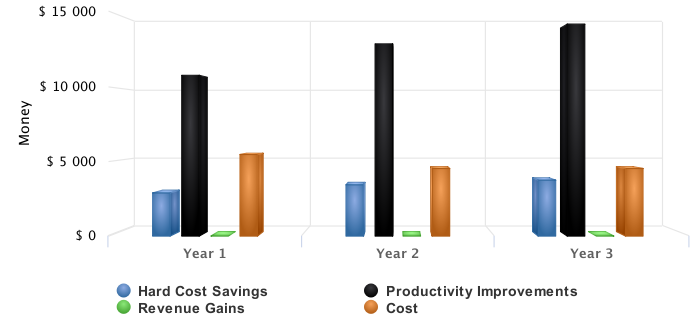 $ 15 000
$ 10 000
$ 5 000
$ 0
Money
Year 1 Year 2 Year 3
Hard Cost Savings Productivity Improvements
Revenue Gains Cost